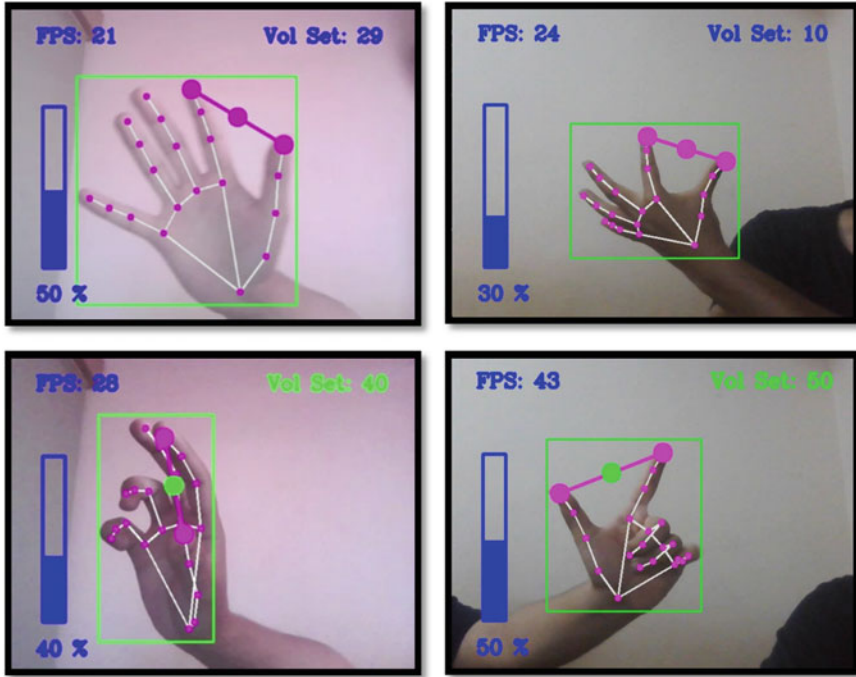 FPS: 21 Vol Set: 29
50 %
FPS: 24 Vol Set: 10
30 %
FPS: 28 Vol Set: 40
40 %
FPS: 43 Vol Set: 50
50 %